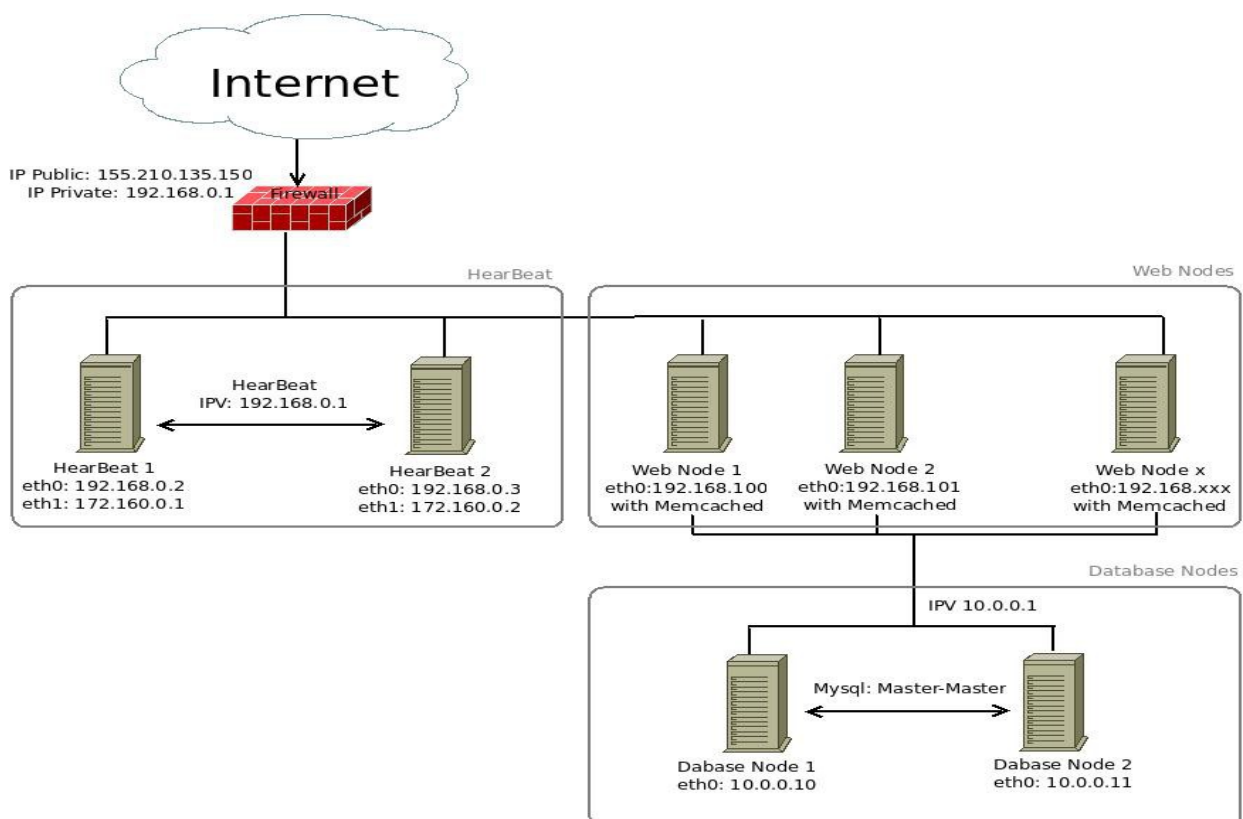 Internet
IP Public: 155.210.135.150
IP Private: 192.168.0.1
Firewall
HearBeat
Web Nodes
HearBeat
IPV: 192.168.0.1
HearBeat 1
eth0: 192.168.0.2
eth1: 172.160.0.1
HearBeat 2
eth0: 192.168.0.3
eth1: 172.160.0.2
Web Node 1
eth0:192.168.100
with Memcached
Web Node 2
eth0:192.168.101
with Memcached
Web Node x
eth0:192.168.xxx
with Memcached
Database Nodes
IPV 10.0.0.1
Mysql: Master-Master
Dabase Node 1
eth0: 10.0.0.10
Dabase Node 2
eth0: 10.0.0.11